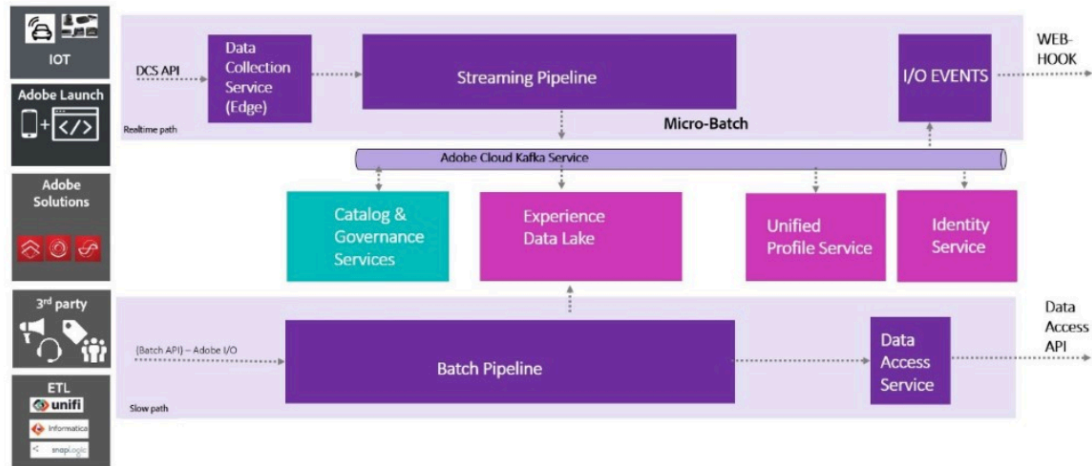 IOT
Adobe Launch
</>
Adobe
Solutions
3rd party
ETL
unifi
Informatica
snapLogic
DCS API
Data
Collection
Service
(Edge)
Streaming Pipeline
I/O EVENTS
WEB-
HOOK
Realtime path
Micro-Batch
Adobe Cloud Kafka Service
Catalog &
Governance
Services
Experience
Data Lake
Unified
Profile Service
Identity
Service
(Batch API) – Adobe I/O
Batch Pipeline
Data
Access
Service
Data
Access
API
Slow path